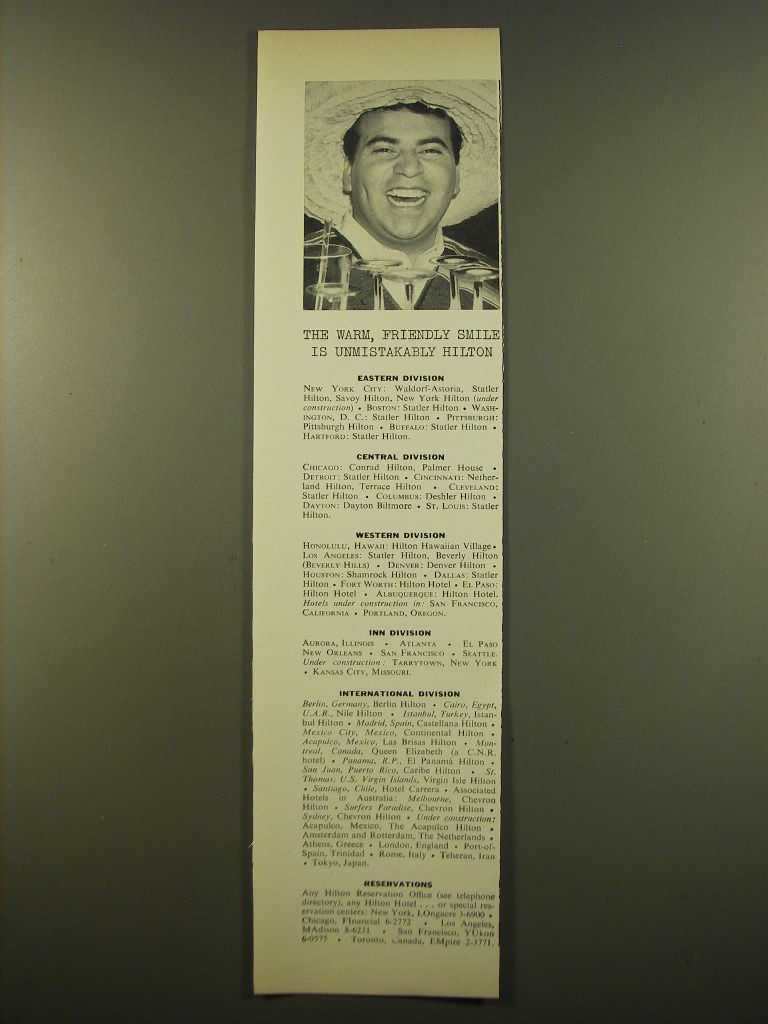 THE WARM, FRIENDLY SMILE
IS UNMISTAKABLY HILTON
EASTERN DIVISION
NEW YORK CITY: Waldorf-Astoria, Statler
Hilton, Savoy Hilton, New York Hilton (under
construction) • BOSTON: Statler Hilton • WASH-
INGTON, D. C.: Statler Hilton • PITTSBURGH:
Pittsburgh Hilton • BUFFALO: Statler Hilton •
HARTFORD: Statler Hilton.
CENTRAL DIVISION
CHICAGO: Conrad Hilton, Palmer House •
DETROIT: Statler Hilton • CINCINNATI: Nether-
land Hilton, Terrace Hilton • CLEVELAND:
Statler Hilton • COLUMBUS: Deshler Hilton •
DAYTON: Dayton Biltmore • ST. LOUIS: Statler
Hilton.
WESTERN DIVISION
HONOLULU, HAWAII: Hilton Hawaiian Village •
LOS ANGELES: Statler Hilton, Beverly Hilton
(BEVERLY HILLS) • DENVER: Denver Hilton •
HOUSTON: Shamrock Hilton • DALLAS: Statler
Hilton • FORT WORTH: Hilton Hotel • EL PASO:
Hilton Hotel • ALBUQUERQUE: Hilton Hotel.
Hotels under construction in: SAN FRANCISCO,
CALIFORNIA • PORTLAND, OREGON.
INN DIVISION
AURORA, ILLINOIS • ATLANTA • EL PASO
NEW ORLEANS • SAN FRANCISCO • SEATTLE.
Under construction: TARRYTOWN, NEW YORK
• KANSAS CITY, MISSOURI.
INTERNATIONAL DIVISION
Berlin, Germany, Berlin Hilton • Cairo, Egypt,
U.A.R., Nile Hilton • Istanbul, Turkey, Istan-
bul Hilton • Madrid, Spain, Castellana Hilton •
Mexico City, Mexico, Continental Hilton •
Acapulco, Mexico, Las Brisas Hilton • Mon-
treal, Canada, Queen Elizabeth (a C.N.R.
hotel) • Panama, R.P., El Panamá Hilton •
San Juan, Puerto Rico, Caribe Hilton • St.
Thomas, U.S. Virgin Islands, Virgin Isle Hilton
• Santiago, Chile, Hotel Carrera • Associated
Hotels in Australia: Melbourne, Chevron
Hilton • Surfers Paradise, Chevron Hilton •
Sydney, Chevron Hilton • Under construction:
Acapulco, Mexico, The Acapulco Hilton •
Amsterdam and Rotterdam, The Netherlands •
Athens, Greece • London, England • Port-of-
Spain, Trinidad • Rome, Italy • Teheran, Iran
• Tokyo, Japan.
RESERVATIONS
Any Hilton Reservation Office (see telephone
directory), any Hilton Hotel . . . or special res-
ervation centers: New York, LOngacre 3-6900 •
Chicago, FInancial 6-2772 • Los Angeles,
MAdison 8-6231 • San Francisco, YUkon
6-0575 • Toronto, Canada, EMpire 2-3771.